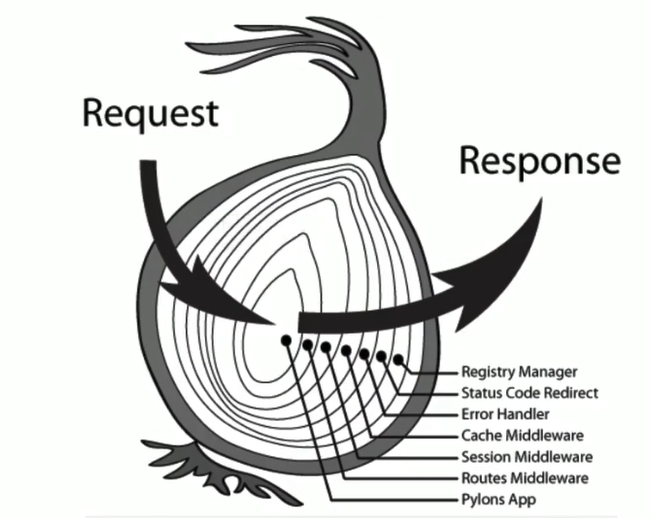 Request
Response
Registry Manager
Status Code Redirect
Error Handler
Cache Middleware
Session Middleware
Routes Middleware
Pylons App